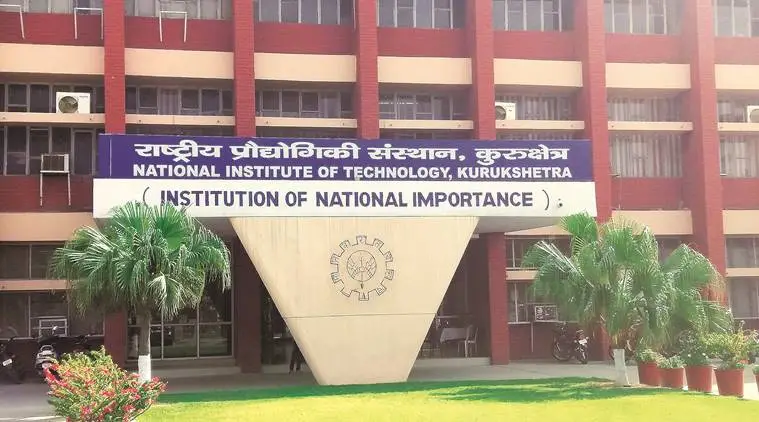 राष्ट्रीय प्रौद्योगिकी संस्थान, कुरुक्षेत्र
NATIONAL INSTITUTE OF TECHNOLOGY, KURUKSHETRA
( INSTITUTION OF NATIONAL IMPORTANCE )